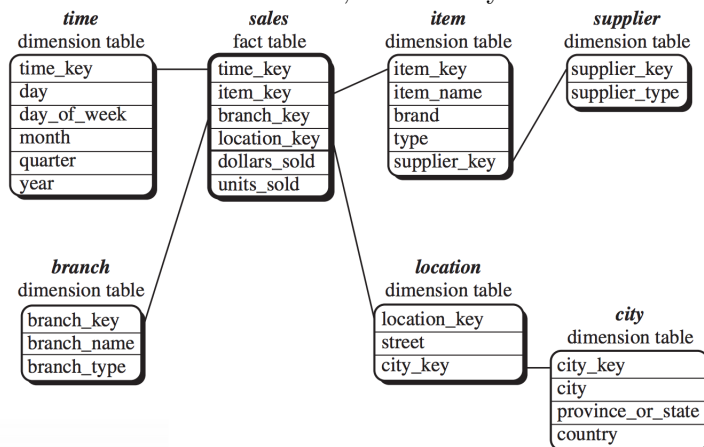 time
dimension table
time_key
day
day_of_week
month
quarter
year
sales
fact table
time_key
item_key
branch_key
location_key
dollars_sold
units_sold
item
dimension table
item_key
item_name
brand
type
supplier_key
supplier
dimension table
supplier_key
supplier_type
branch
dimension table
branch_key
branch_name
branch_type
location
dimension table
location_key
street
city_key
city
dimension table
city_key
city
province_or_state
country